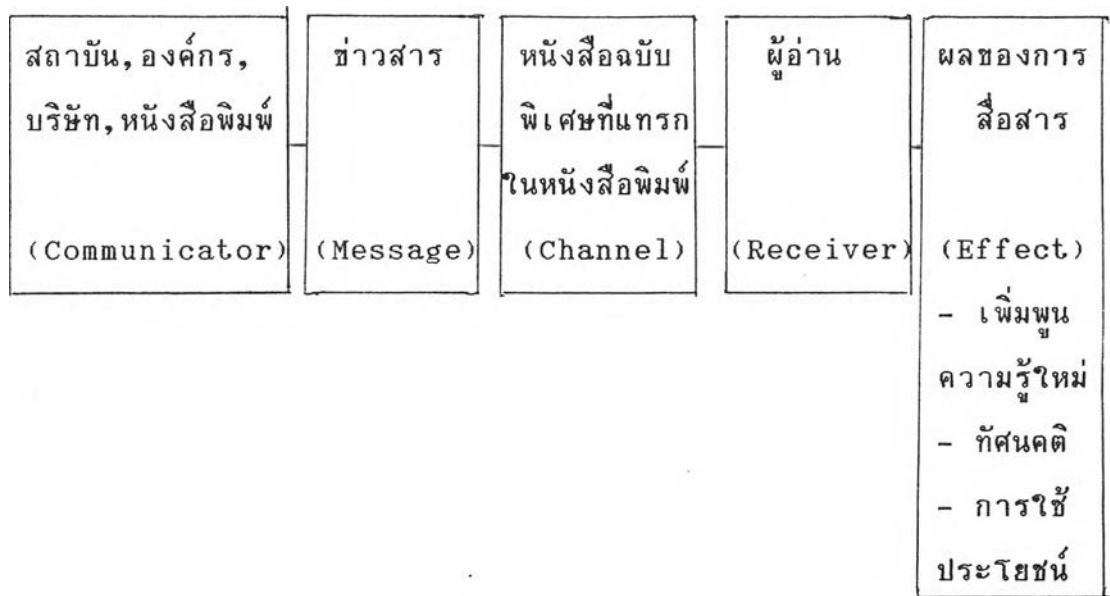 สถาบัน,องค์กร,
บริษัท,หนังสือพิมพ์
(Communicator)
ข่าวสาร
(Message)
หนังสือฉบับ
พิเศษที่แทรก
ในหนังสือพิมพ์
(Channel)
ผู้อ่าน
(Receiver)
ผลของการ
สื่อสาร
(Effect)
- เพิ่มพูน
ความรู้ใหม่
- ทัศนคติ
- การใช้
ประโยชน์